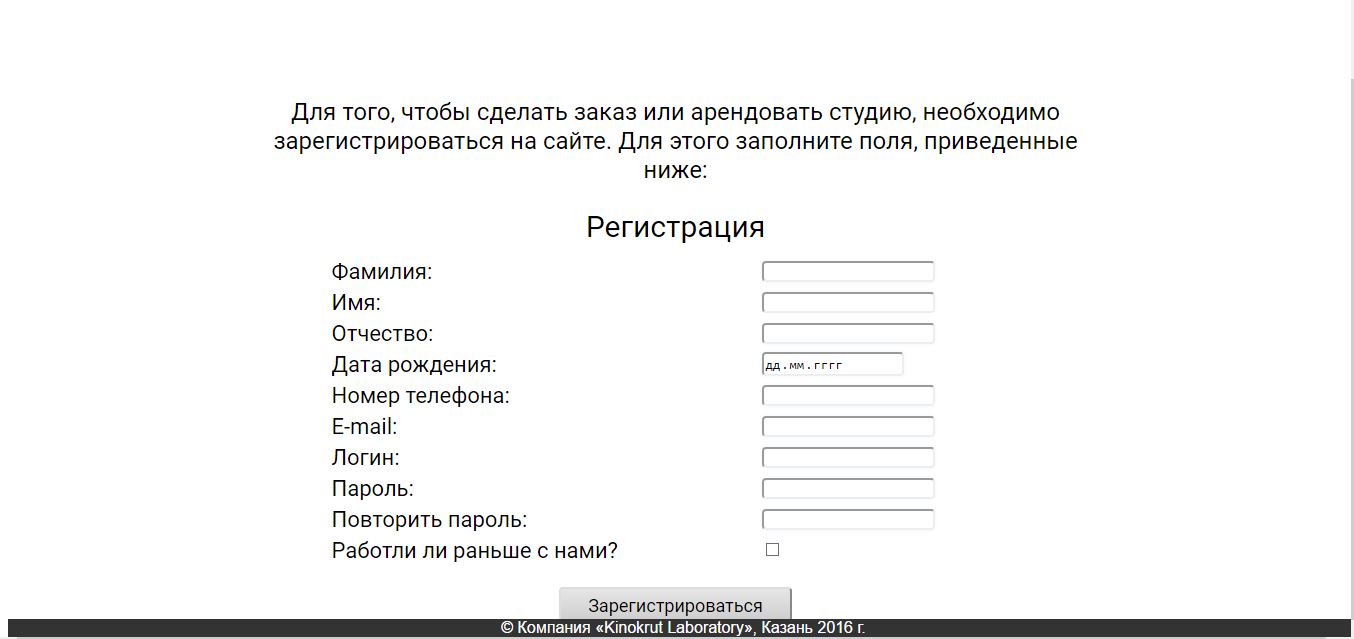 Для того, чтобы сделать заказ или арендовать студию, необходимо
зарегистрироваться на сайте. Для этого заполните поля, приведенные
ниже:
Регистрация
Фамилия:
Имя:
Отчество:
Дата рождения: дд.мм.гггг
Номер телефона:
E-mail:
Логин:
Пароль:
Повторить пароль:
Работли ли раньше с нами?
Зарегистрироваться
© Компания «Kinokrut Laboratory», Казань 2016 г.